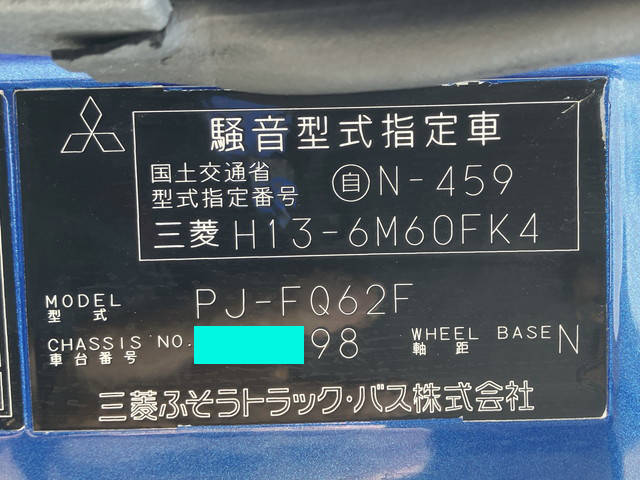 騒音型式指定車
国土交通省
型式指定番号 自N-459
三菱 H13-6M60FK4
MODEL PJ-FQ62F
型式
CHASSIS NO. 98 WHEEL BASE N
車台番号 軸距
三菱ふそうトラック・バス株式会社